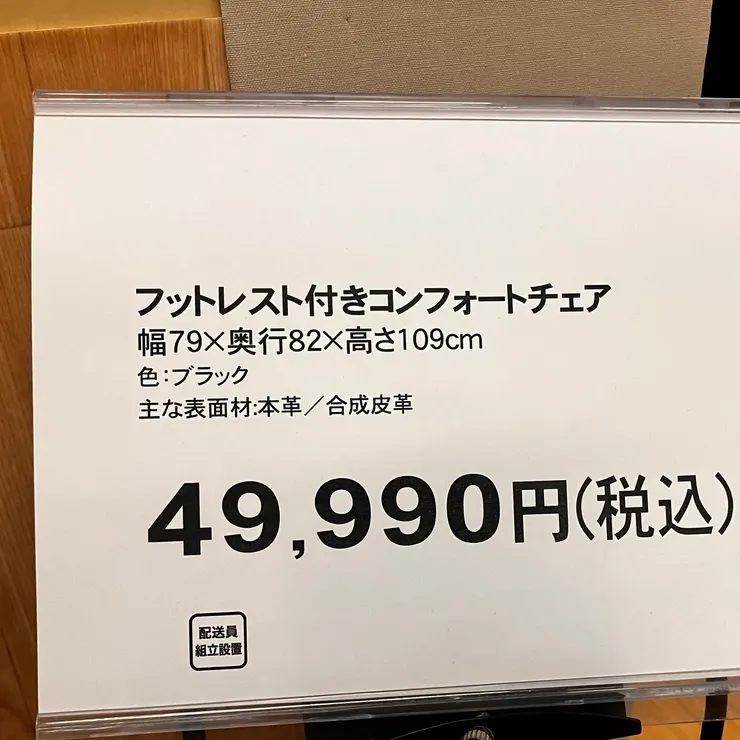 フットレスト付きコンフォートチェア
幅79×奥行82×高さ109cm
色:ブラック
主な表面材:本革/合成皮革
49,990円(税込)
配送員
組立設置